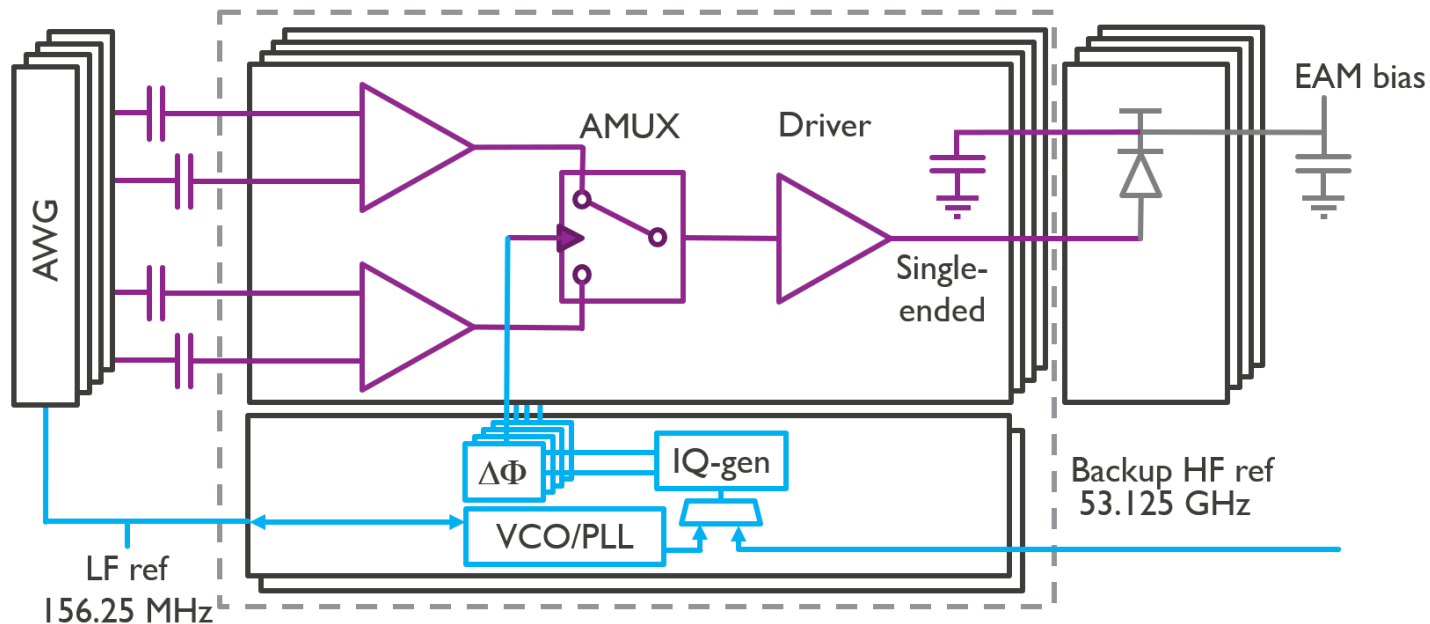 EAM bias
AMUX
Driver
AWG
Single-
ended
ΔΦ
IQ-gen
VCO/PLL
Backup HF ref
53.125 GHz
LF ref
156.25 MHz